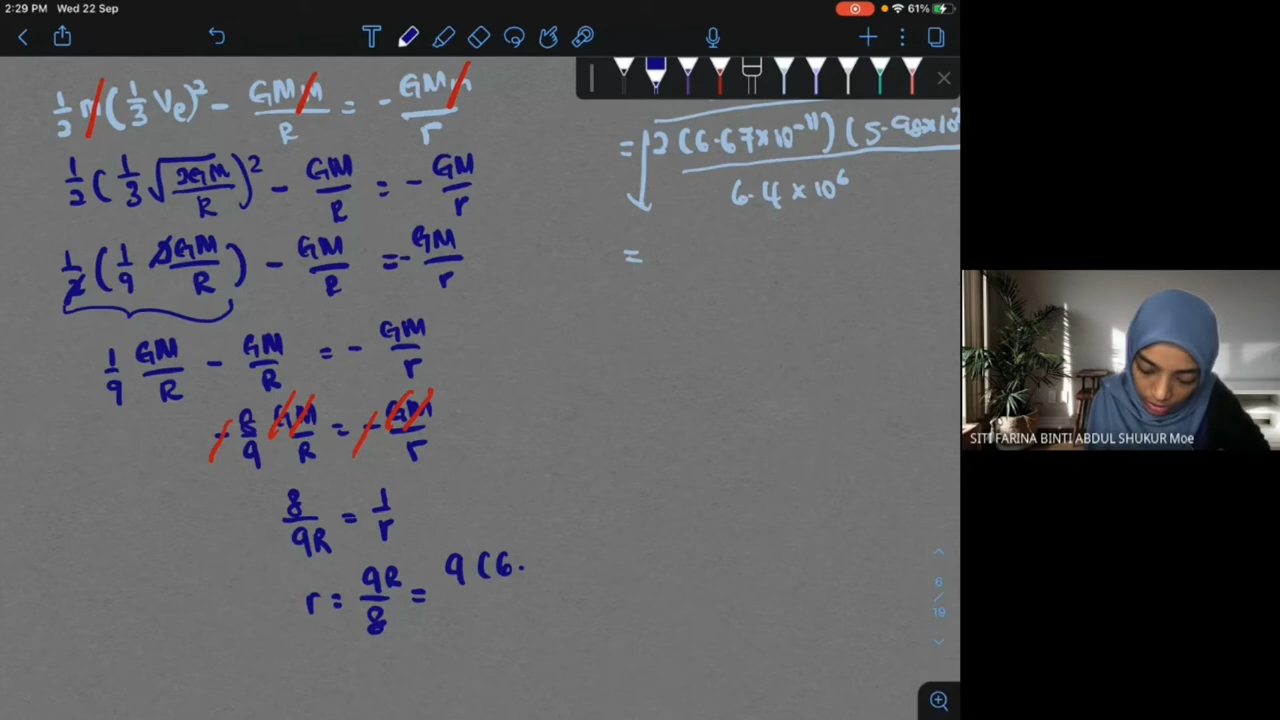 2:29 PM Wed 22 Sep
61%
½ m(⅓ Ve)² - GMm/R = - GMm/r
½ (⅓ √(2GM/R))² - GM/R = - GM/r
½ (1/9 2GM/R) - GM/R = - GM/r
1/9 GM/R - GM/R = - GM/r
- 8/9 GM/R = - GM/r
8/9R = 1/r
r = 9R/8 = 9 (6.
= √2 (6.67×10⁻¹¹) (5.98×10²
6.4 × 10⁶
=
6
/
19
SITI FARINA BINTI ABDUL SHUKUR Moe